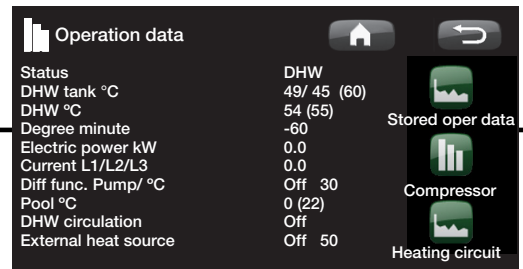 Operation data
Status DHW
DHW tank °C 49/ 45 (60)
DHW ºC 54 (55)
Degree minute -60
Electric power kW 0.0
Current L1/L2/L3 0.0
Diff func. Pump/ ºC Off 30
Pool ºC 0 (22)
DHW circulation Off
External heat source Off 50
Stored oper data
Compressor
Heating circuit